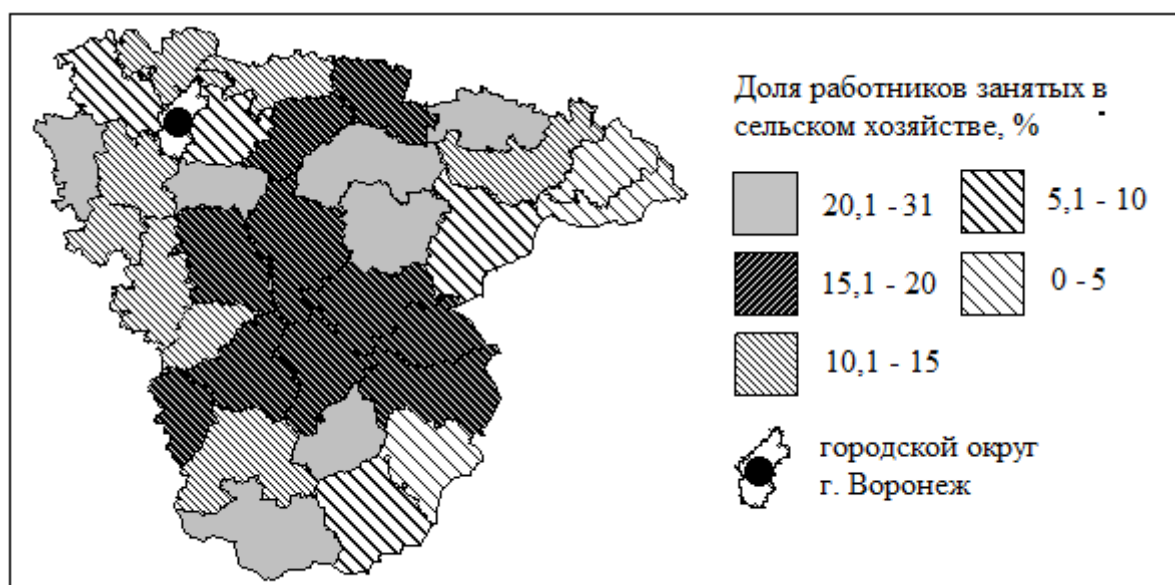 Доля работников занятых в
сельском хозяйстве, %
20,1 - 31
5,1 - 10
15,1 - 20
0 - 5
10,1 - 15
городской округ
г. Воронеж